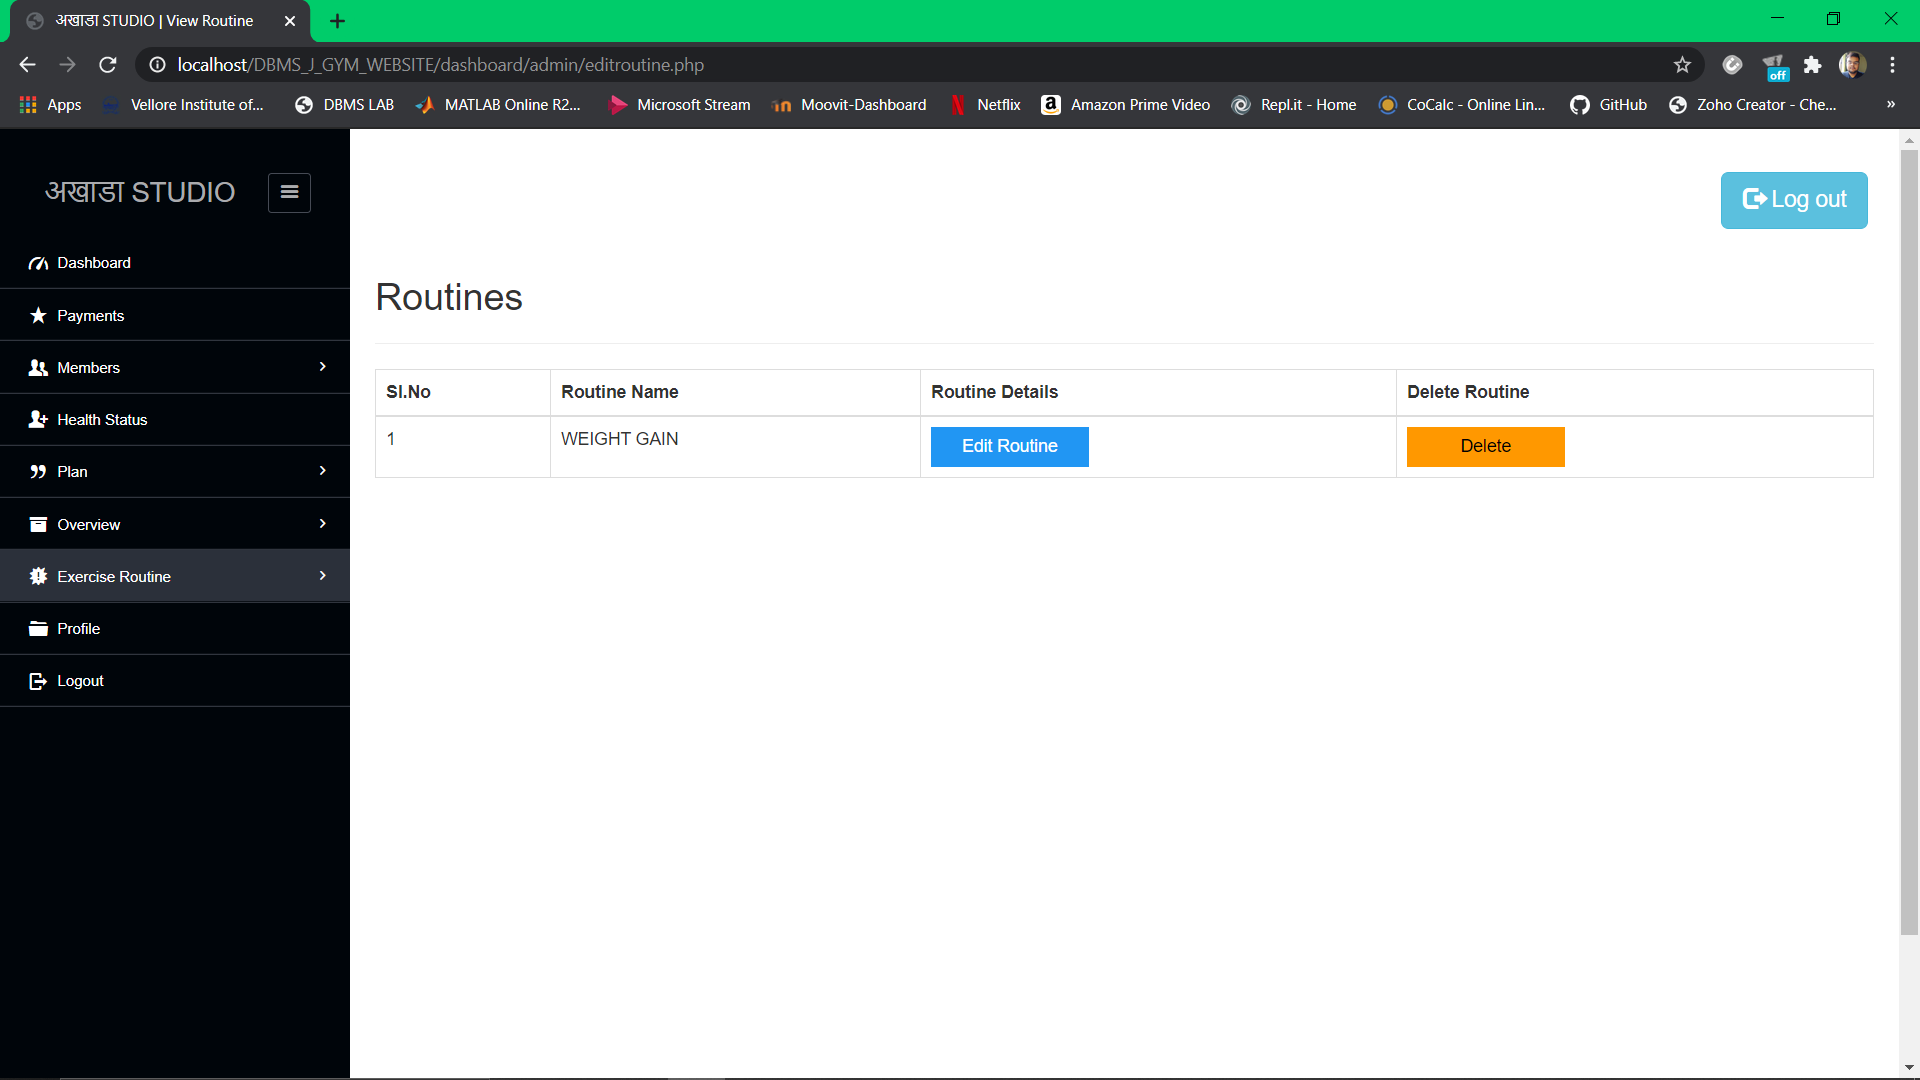 अखाडा STUDIO | View Routine
localhost/DBMS_J_GYM_WEBSITE/dashboard/admin/editroutine.php
off
Apps Vellore Institute of... DBMS LAB MATLAB Online R2... Microsoft Stream Moovit-Dashboard Netflix Amazon Prime Video Repl.it - Home CoCalc - Online Lin... GitHub Zoho Creator - Che... »
अखाडा STUDIO
Log out
Dashboard
Payments
Members
Health Status
Plan
Overview
Exercise Routine
Profile
Logout
Routines
Sl.No Routine Name Routine Details Delete Routine
1 WEIGHT GAIN Edit Routine Delete